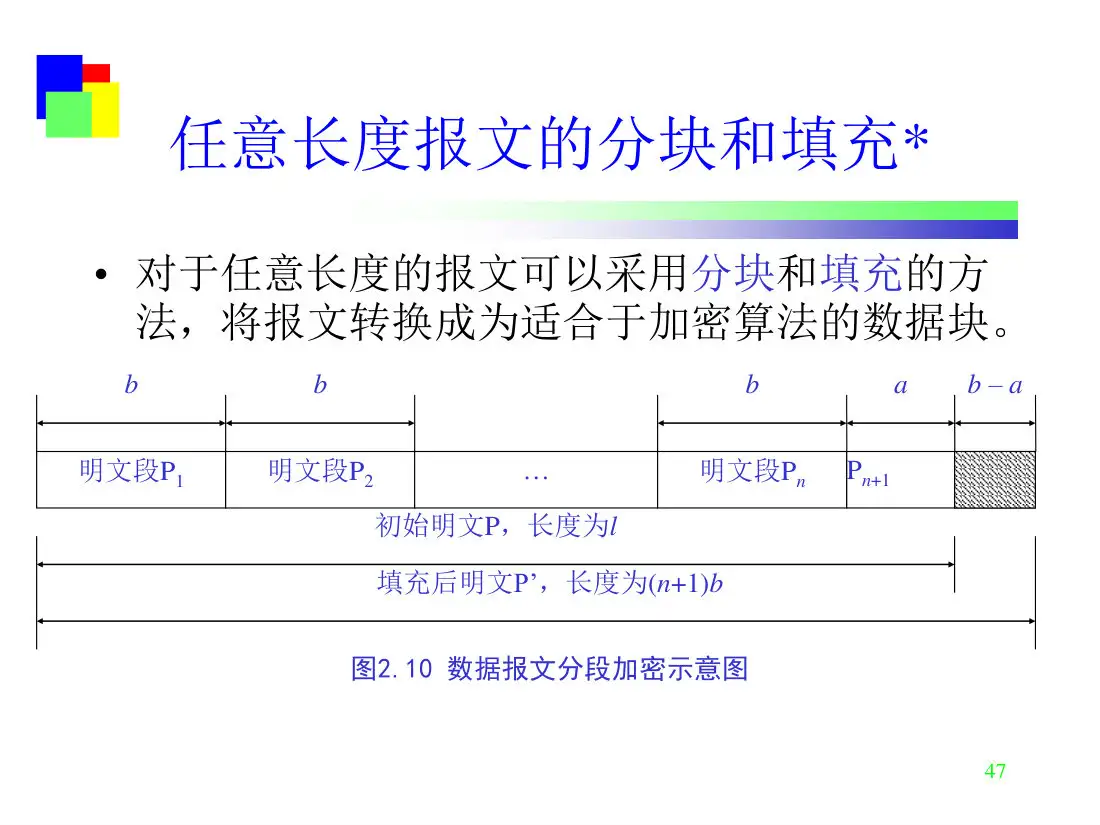 任意长度报文的分块和填充*
• 对于任意长度的报文可以采用分块和填充的方
法，将报文转换成为适合于加密算法的数据块。
b b b a b – a
明文段P1 明文段P2 … 明文段Pn Pn+1
初始明文P，长度为l
填充后明文P’，长度为(n+1)b
图2.10 数据报文分段加密示意图
47